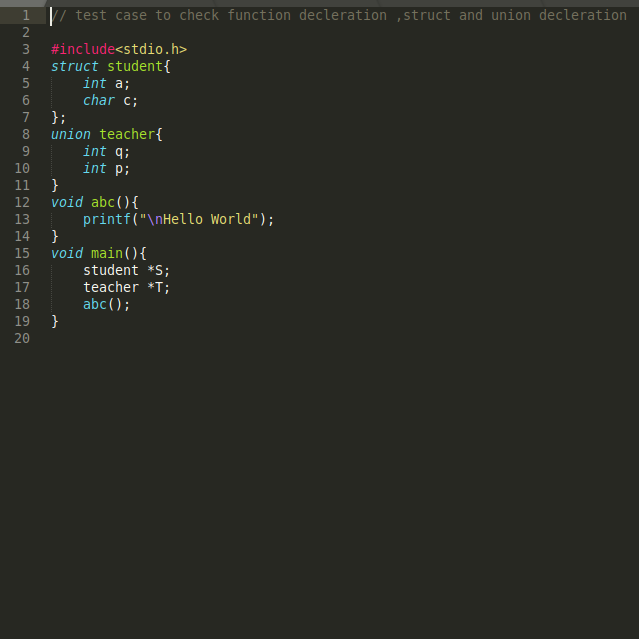 1 // test case to check function decleration ,struct and union decleration
2
3 #include<stdio.h>
4 struct student{
5     int a;
6     char c;
7 };
8 union teacher{
9     int q;
10     int p;
11 }
12 void abc(){
13     printf("\nHello World");
14 }
15 void main(){
16     student *S;
17     teacher *T;
18     abc();
19 }
20